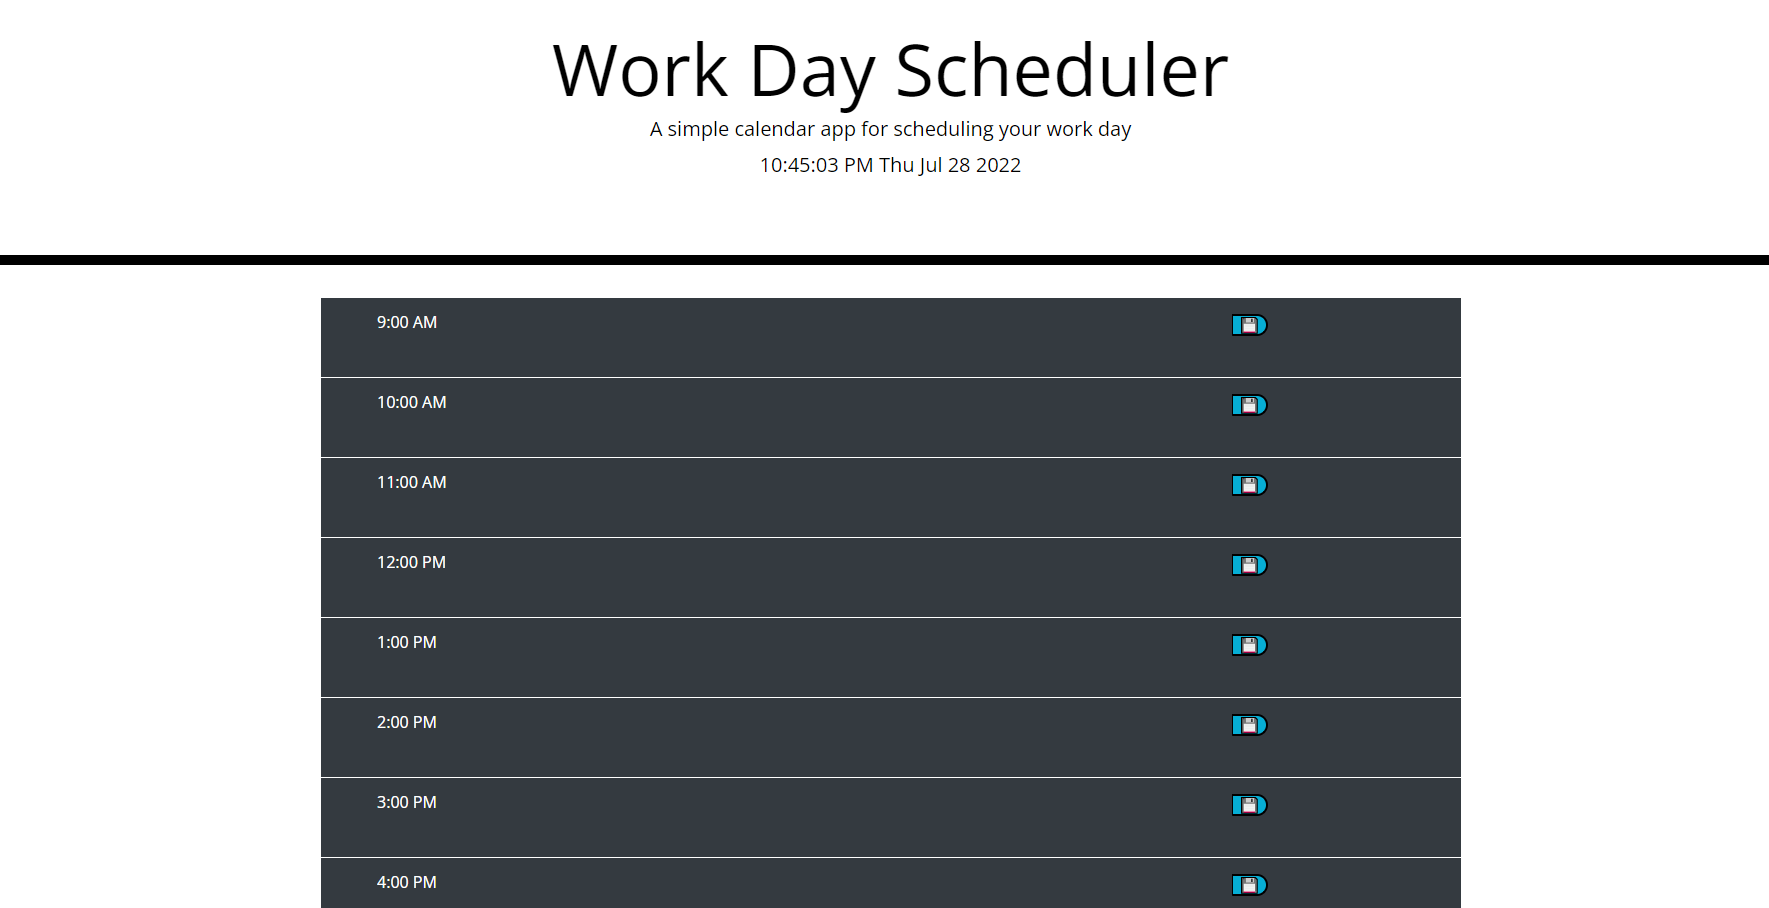 Work Day Scheduler
A simple calendar app for scheduling your work day
10:45:03 PM Thu Jul 28 2022
9:00 AM
10:00 AM
11:00 AM
12:00 PM
1:00 PM
2:00 PM
3:00 PM
4:00 PM